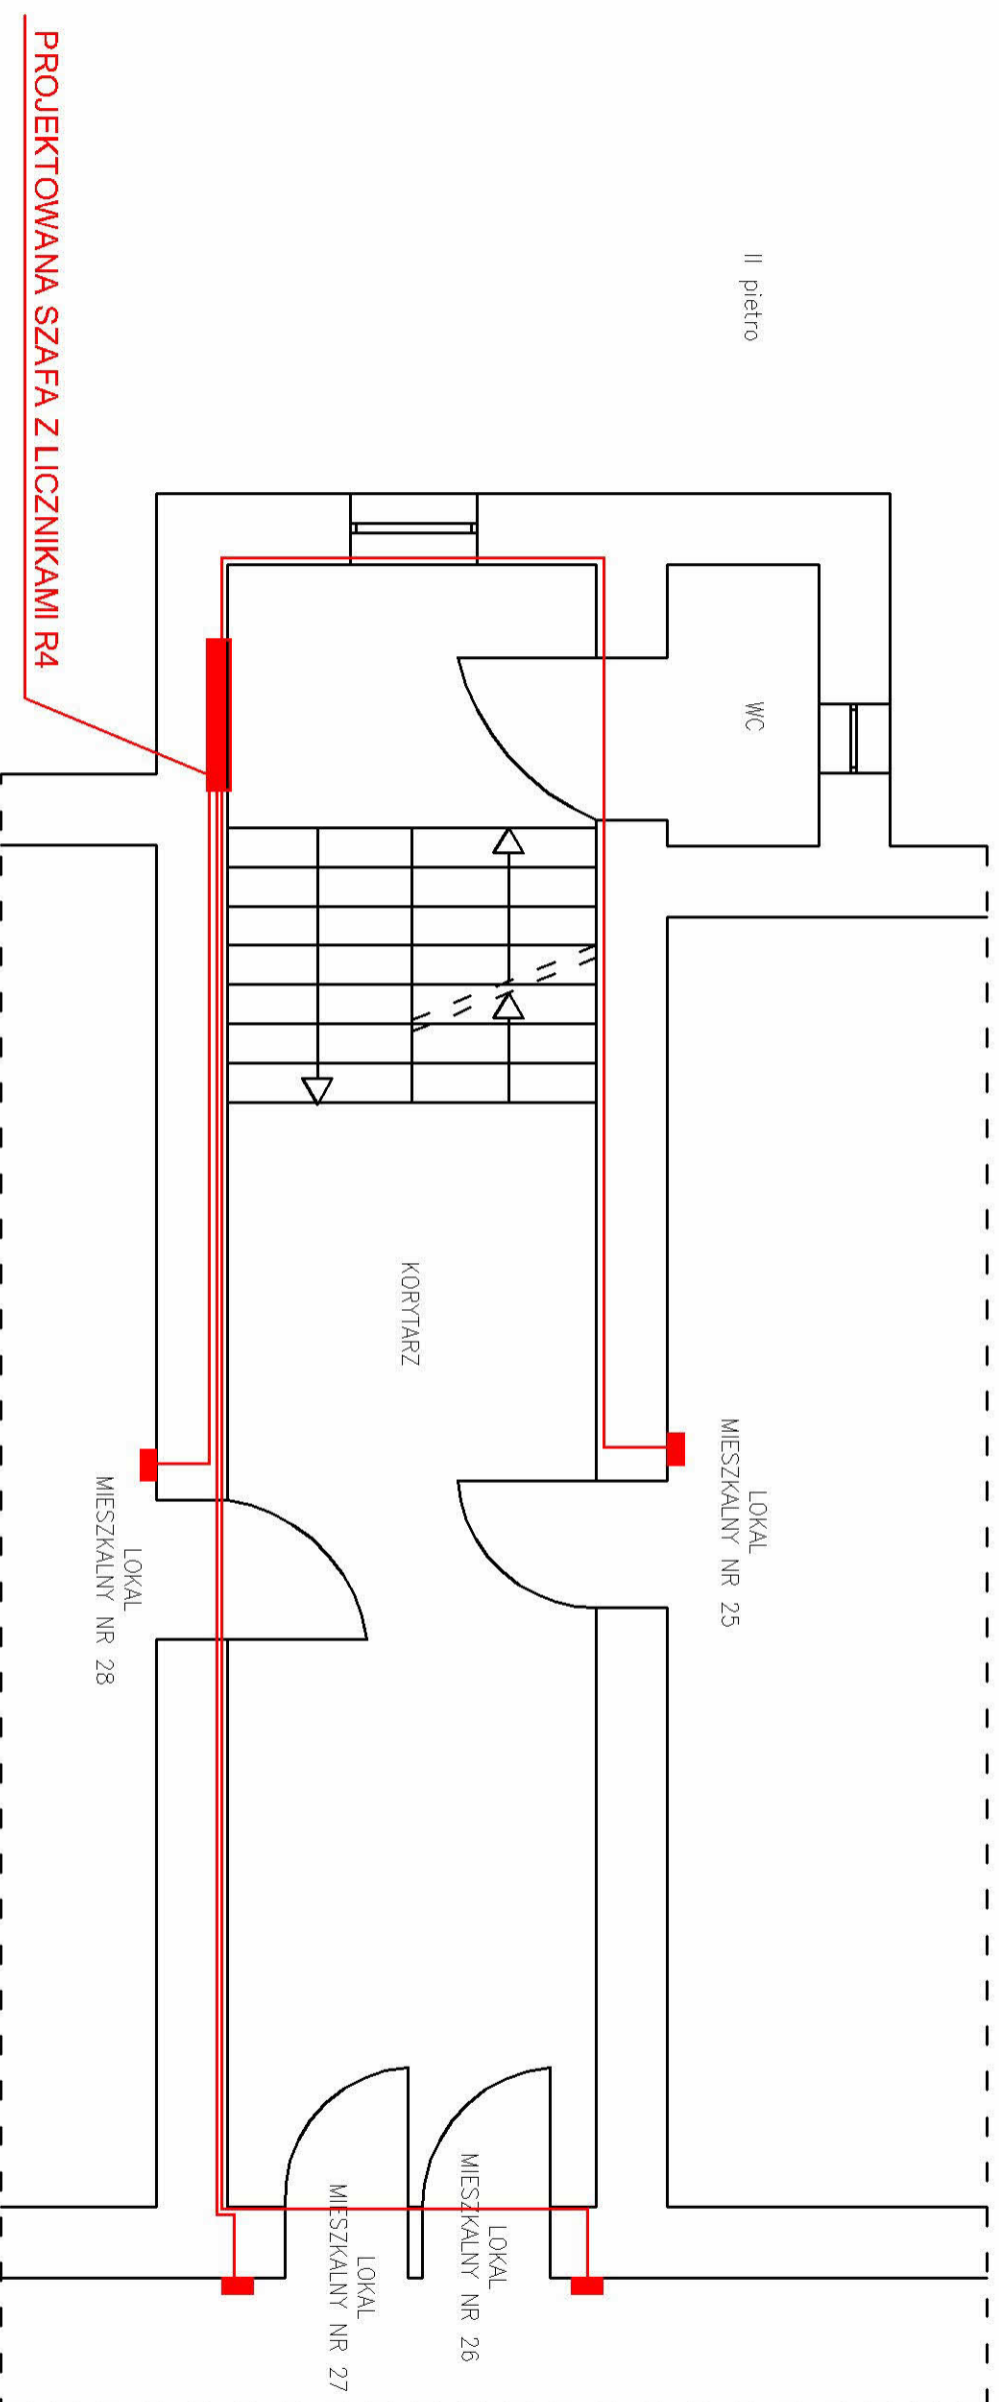 II pietro
WC
LOKAL
MIESZKALNY NR 25
KORYTARZ
LOKAL
MIESZKALNY NR 26
LOKAL
MIESZKALNY NR 27
LOKAL
MIESZKALNY NR 28
PROJEKTOWANA SZAFA Z LICZNIKAMI R4